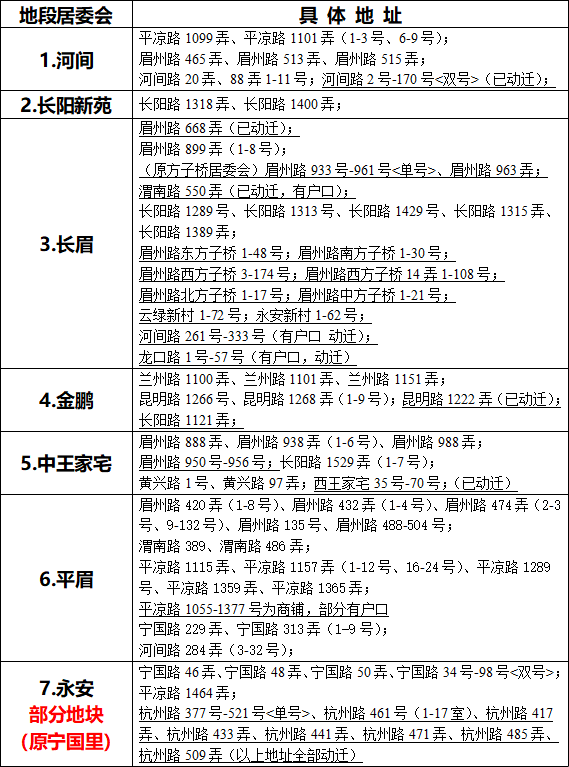 地段居委会
具 体 地 址
1.河间
平凉路 1099 弄、平凉路 1101 弄（1-3 号、6-9 号）；
眉州路 465 弄、眉州路 513 弄、眉州路 515 弄；
河间路 20 弄、88 弄 1-11 号；河间路 2 号-170 号<双号>（已动迁）；
2.长阳新苑
长阳路 1318 弄、长阳路 1400 弄；
3.长眉
眉州路 668 弄（已动迁）；
眉州路 899 弄（1-8 号）；
（原方子桥居委会）眉州路 933 号-961 号<单号>、眉州路 963 弄；
渭南路 550 弄（已动迁，有户口）；
长阳路 1289 号、长阳路 1313 号、长阳路 1429 号、长阳路 1315 弄、
长阳路 1389 弄；
眉州路东方子桥 1-48 号；眉州路南方子桥 1-30 号；
眉州路西方子桥 3-174 号；眉州路西方子桥 14 弄 1-108 号；
眉州路北方子桥 1-17 号；眉州路中方子桥 1-21 号；
云绿新村 1-72 号；永安新村 1-62 号；
河间路 261 号-333 号（有户口 动迁）；
龙口路 1 号-57 号（有户口，动迁）
4.金鹏
兰州路 1100 弄、兰州路 1101 弄、兰州路 1151 弄；
昆明路 1266 号、昆明路 1268 弄（1-9 号）；昆明路 1222 弄（已动迁）；
长阳路 1121 弄；
5.中王家宅
眉州路 888 弄、眉州路 938 弄（1-6 号）、眉州路 988 弄；
眉州路 950 号-956 号；长阳路 1529 弄（1-7 号）；
黄兴路 1 号、黄兴路 97 弄；西王家宅 35 号-70 号；（已动迁）
6.平眉
眉州路 420 弄（1-8 号）、眉州路 432 弄（1-4 号）、眉州路 474 弄（2-3
号、9-132 号）、眉州路 135 号、眉州路 488-504 号；
渭南路 389、渭南路 486 弄；
平凉路 1115 弄、平凉路 1157 弄（1-12 号、16-24 号）、平凉路 1289
号、平凉路 1359 弄、平凉路 1365 弄；
平凉路 1055-1377 号为商铺，部分有户口
宁国路 229 弄、宁国路 313 弄（1-9 号）；
河间路 284 弄（3-32 号）；
7.永安
部分地块
（原宁国里）
宁国路 46 弄、宁国路 48 弄、宁国路 50 弄、宁国路 34 号-98 号<双号>；
平凉路 1464 弄；
杭州路 377 号-521 号<单号>、杭州路 461 号（1-17 室）、杭州路 417
弄、杭州路 433 弄、杭州路 441 弄、杭州路 471 弄、杭州路 485 弄、
杭州路 509 弄（以上地址全部动迁）